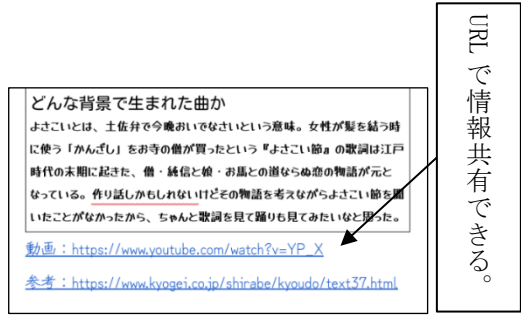 どんな背景で生まれた曲か
よさこいとは、土佐弁で今晩おいでなさいという意味。女性が髪を結う時
に使う「かんざし」をお寺の僧が買ったという『よさこい節』の歌詞は江戸
時代の末期に起きた、僧・純信と娘・お馬との道ならぬ恋の物語が元と
なっている。作り話しかもしれないけどその物語を考えながらよさこい節を聞
いたことがなかったから、ちゃんと歌詞を見て踊りも見てみたいなと思った。
動画：https://www.youtube.com/watch?v=YP_X
参考：https://www.kyogei.co.jp/shirabe/kyoudo/text37.html
URLで情報共有できる。